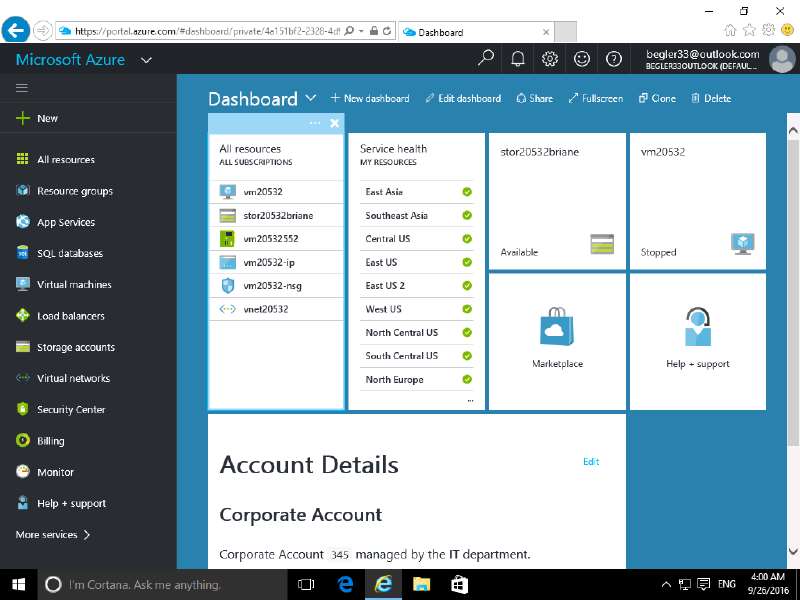 https://portal.azure.com/#dashboard/private/4a151bf2-2328-4d
Dashboard
Microsoft Azure
begler33@outlook.com
BEGLER33OUTLOOK (DEFAUL...
New
All resources
Resource groups
App Services
SQL databases
Virtual machines
Load balancers
Storage accounts
Virtual networks
Security Center
Billing
Monitor
Help + support
More services
Dashboard
New dashboard
Edit dashboard
Share
Fullscreen
Clone
Delete
All resources
ALL SUBSCRIPTIONS
vm20532
stor20532briane
vm20532552
vm20532-ip
vm20532-nsg
vnet20532
Service health
MY RESOURCES
East Asia
Southeast Asia
Central US
East US
East US 2
West US
North Central US
South Central US
North Europe
...
stor20532briane
Available
vm20532
Stopped
Marketplace
Help + support
Account Details
Edit
Corporate Account
Corporate Account 345 managed by the IT department.
I'm Cortana. Ask me anything.
ENG
4:00 AM
9/26/2016